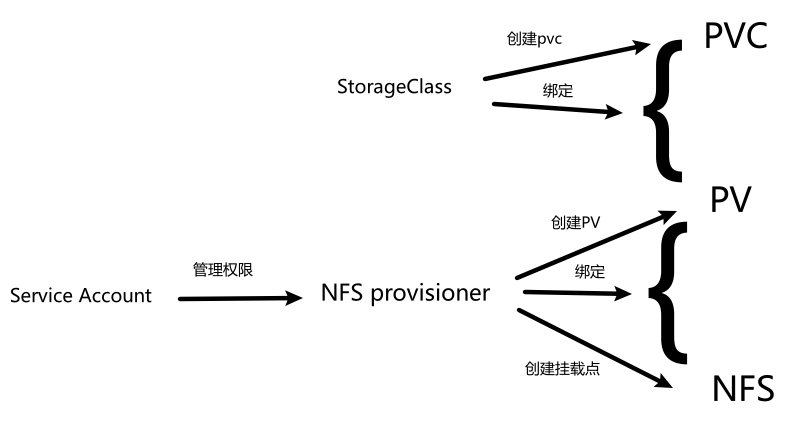 PVC
创建pvc
StorageClass
绑定
PV
创建PV
管理权限
绑定
Service Account
NFS provisioner
创建挂载点
NFS